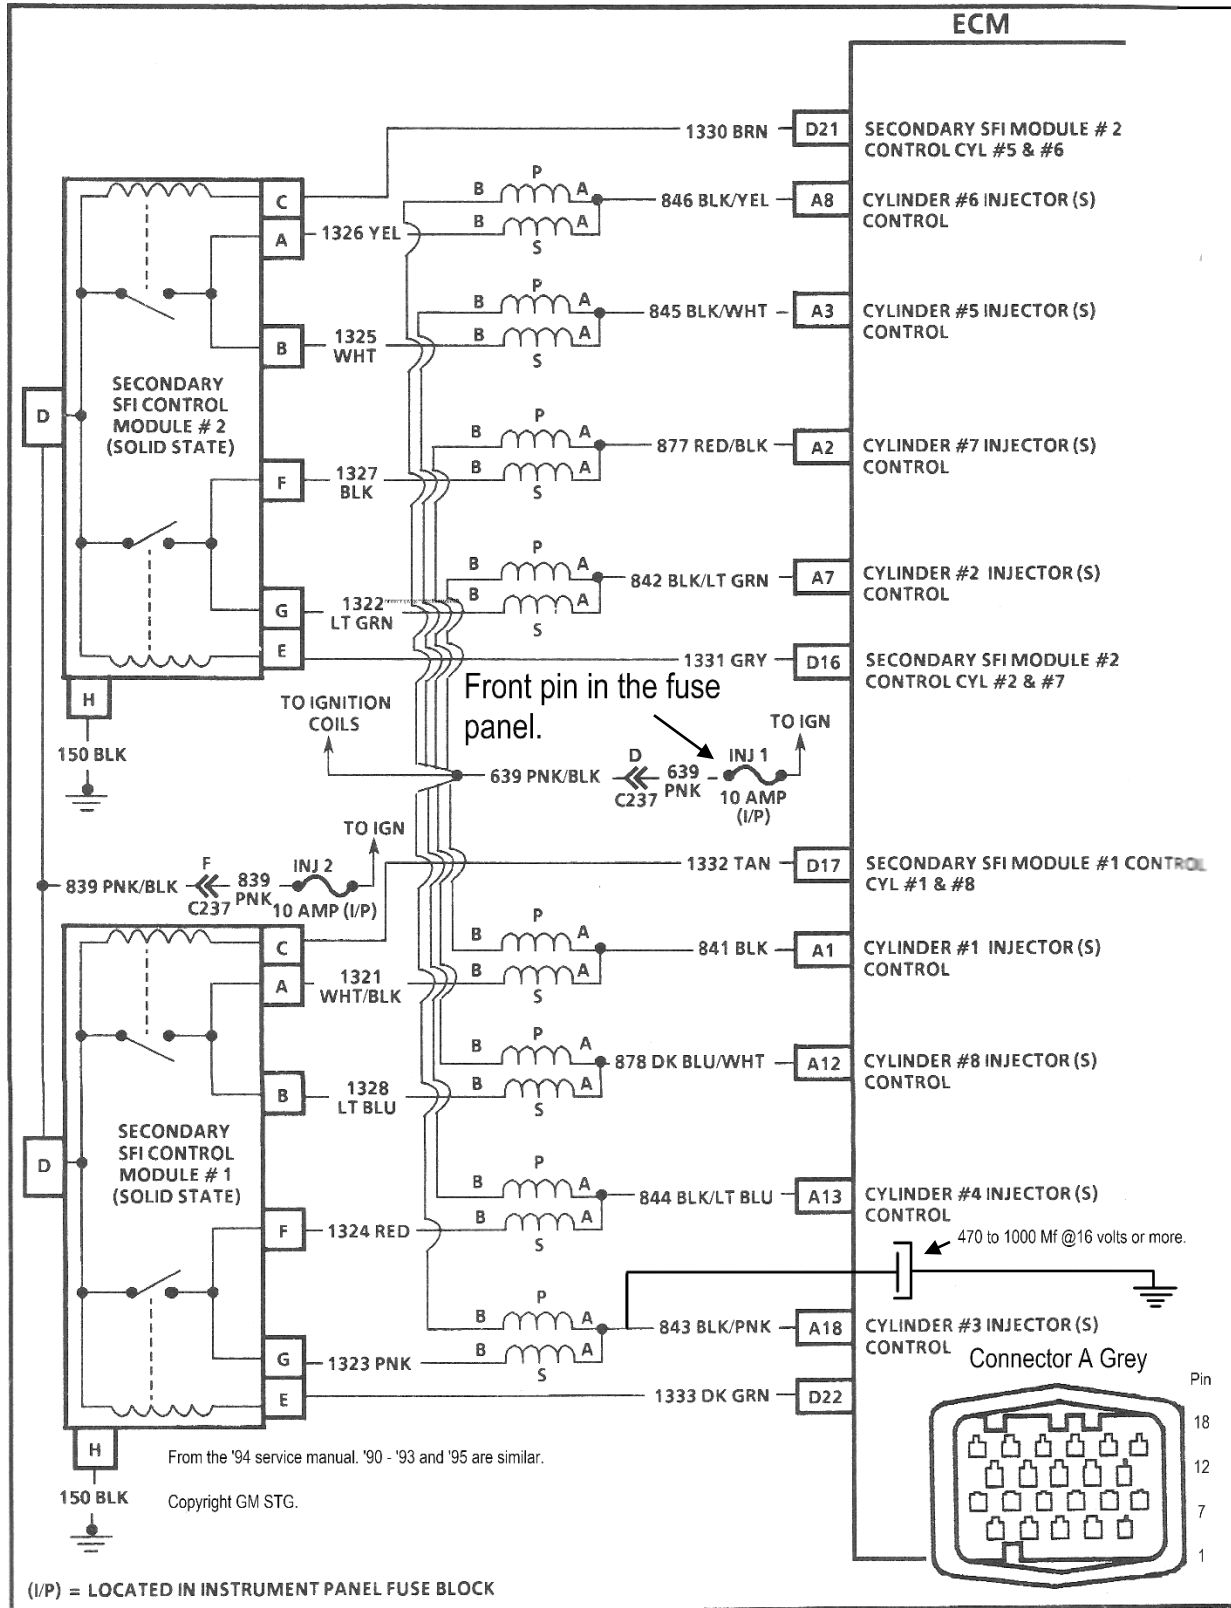 ECM
1330 BRN
D21
SECONDARY SFI MODULE # 2
CONTROL CYL #5 & #6
C
A
1326 YEL
B P A
B S A
846 BLK/YEL
A8
CYLINDER #6 INJECTOR (S)
CONTROL
B
1325
WHT
B P A
B S A
845 BLK/WHT
A3
CYLINDER #5 INJECTOR (S)
CONTROL
D
SECONDARY
SFI CONTROL
MODULE # 2
(SOLID STATE)
F
1327
BLK
B P A
B S A
877 RED/BLK
A2
CYLINDER #7 INJECTOR (S)
CONTROL
G
1322
LT GRN
B P A
B S A
842 BLK/LT GRN
A7
CYLINDER #2 INJECTOR (S)
CONTROL
E
1331 GRY
D16
SECONDARY SFI MODULE #2
CONTROL CYL #2 & #7
H
150 BLK
TO IGNITION
COILS
Front pin in the fuse
panel.
639 PNK/BLK
D
C237
639
PNK
INJ 1
10 AMP
(I/P)
TO IGN
TO IGN
839 PNK/BLK
F
C237
839
PNK
INJ 2
10 AMP (I/P)
1332 TAN
D17
SECONDARY SFI MODULE #1 CONTROL
CYL #1 & #8
C
A
1321
WHT/BLK
B P A
B S A
841 BLK
A1
CYLINDER #1 INJECTOR (S)
CONTROL
B
1328
LT BLU
B P A
B S A
878 DK BLU/WHT
A12
CYLINDER #8 INJECTOR (S)
CONTROL
D
SECONDARY
SFI CONTROL
MODULE # 1
(SOLID STATE)
F
1324 RED
B P A
B S A
844 BLK/LT BLU
A13
CYLINDER #4 INJECTOR (S)
CONTROL
470 to 1000 Mf @16 volts or more.
G
1323 PNK
B P A
B S A
843 BLK/PNK
A18
CYLINDER #3 INJECTOR (S)
CONTROL
E
1333 DK GRN
D22
Connector A Grey
Pin
18
12
7
1
H
150 BLK
From the '94 service manual. '90 - '93 and '95 are similar.
Copyright GM STG.
(I/P) = LOCATED IN INSTRUMENT PANEL FUSE BLOCK